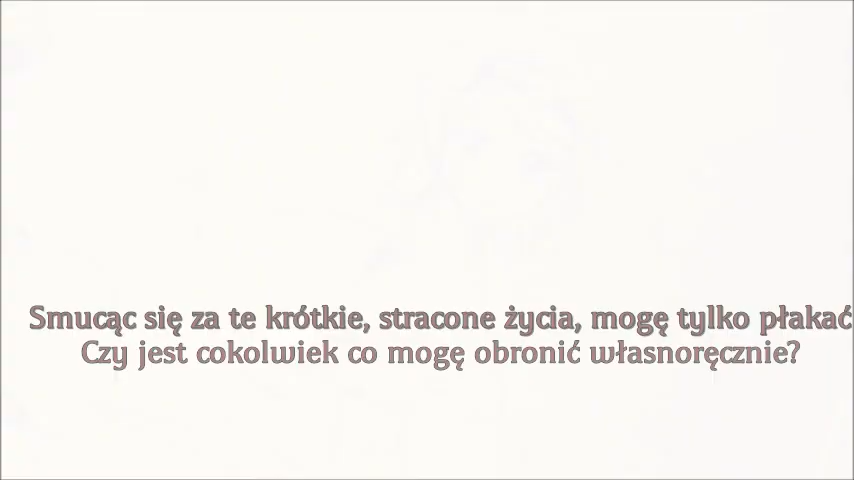 Smucąc się za te krótkie, stracone życia, mogę tylko płakać
Czy jest cokolwiek co mogę obronić własnoręcznie?